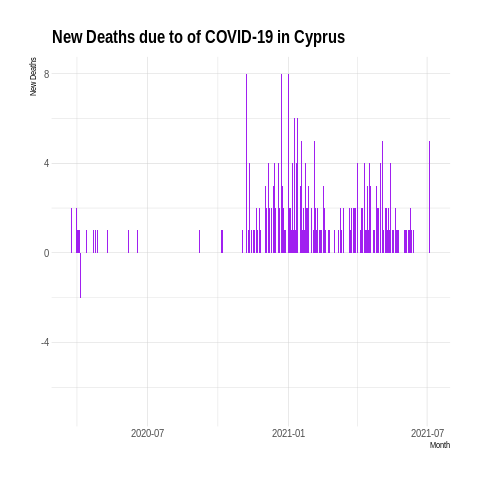 New Deaths due to of COVID-19 in Cyprus
New Deaths
8
4
0
-4
2020-07
2021-01
2021-07
Month